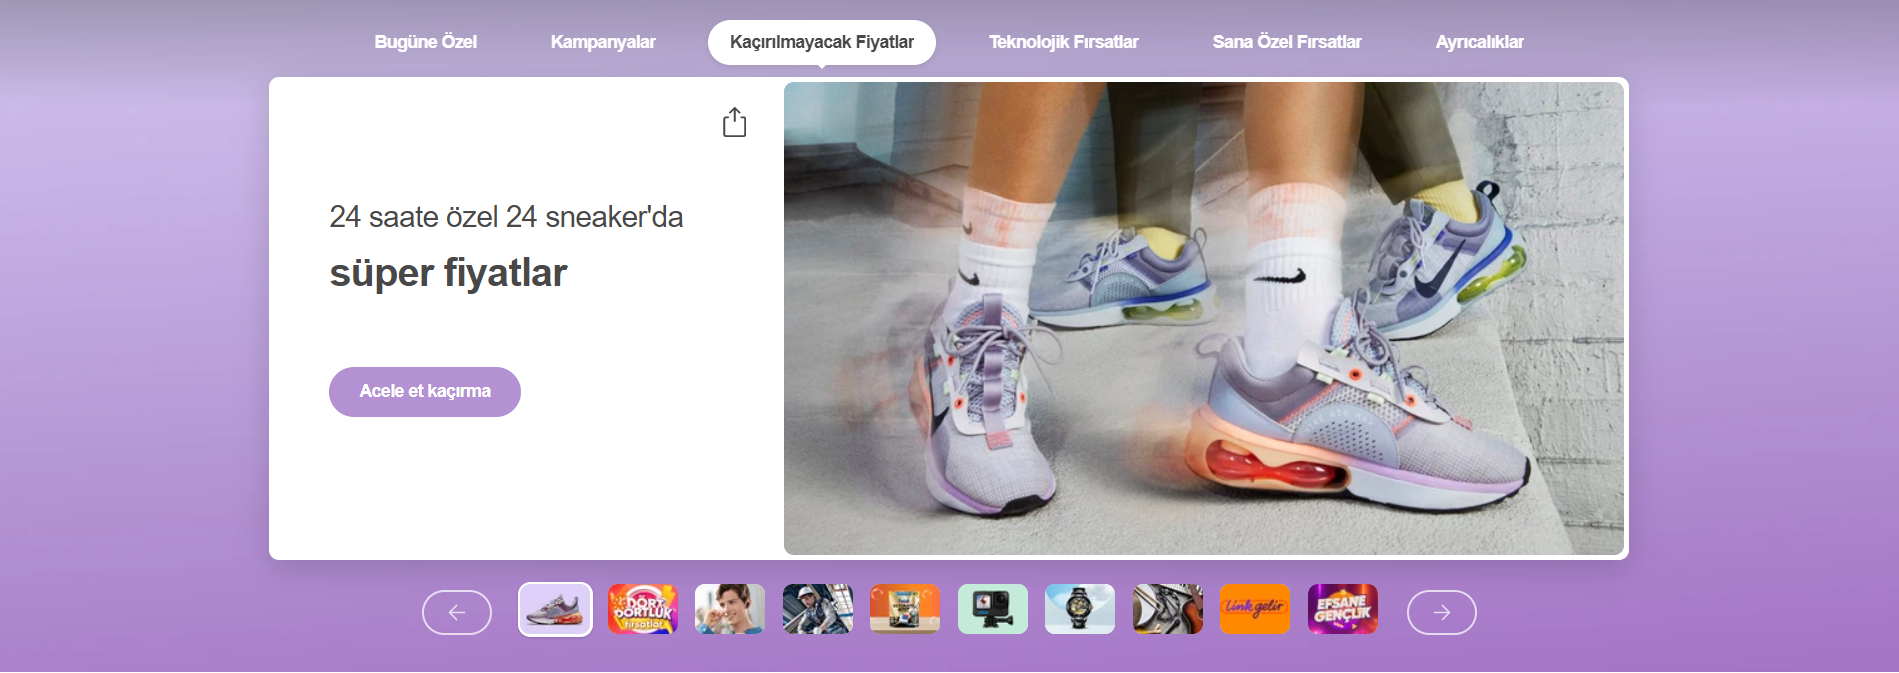 Bugüne Özel
Kampanyalar
Kaçırılmayacak Fiyatlar
Teknolojik Fırsatlar
Sana Özel Fırsatlar
Ayrıcalıklar
24 saate özel 24 sneaker'da
süper fiyatlar
Acele et kaçırma
DÖRT
DÖRTLÜK
fırsatlar
Link gelir
EFSANE
GENÇLİK